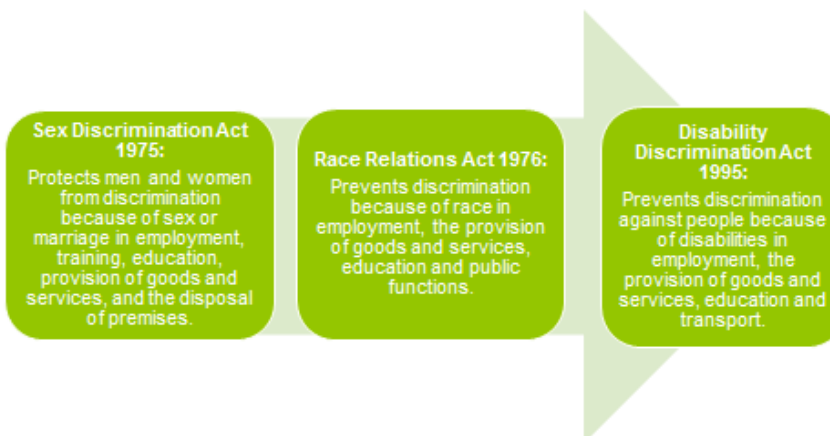 Sex Discrimination Act
1975:
Protects men and women
from discrimination
because of sex or
marriage in employment,
training, education,
provision of goods and
services, and the disposal
of premises.
Race Relations Act 1976:
Prevents discrimination
because of race in
employment, the provision
of goods and services,
education and public
functions.
Disability
Discrimination Act
1995:
Prevents discrimination
against people because
of disabilities in
employment, the
provision of goods and
services, education and
transport.